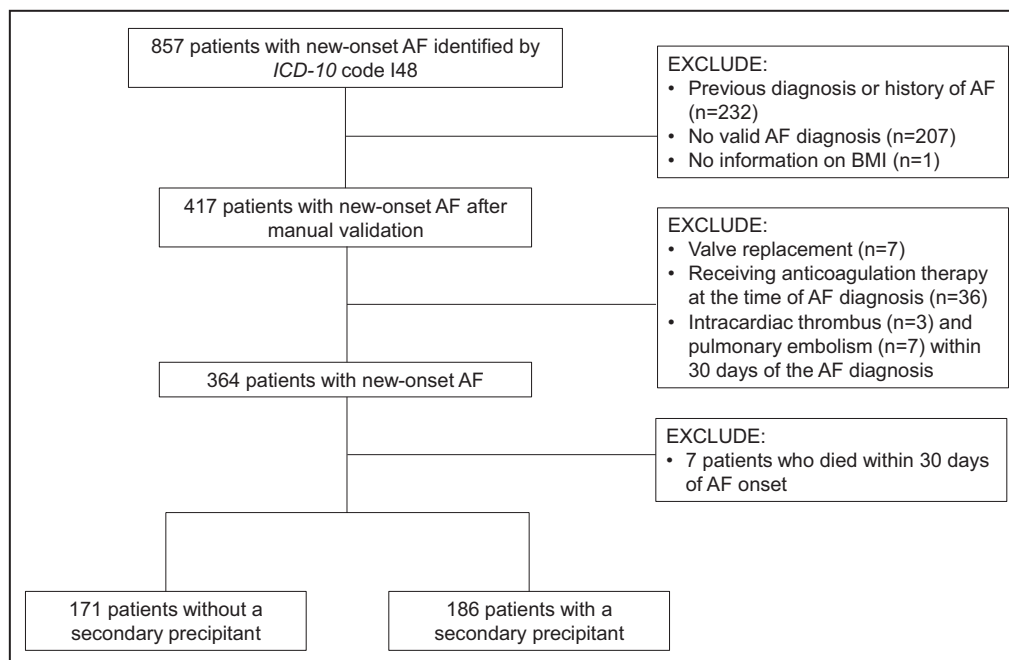 857 patients with new-onset AF identified by
ICD-10 code I48
EXCLUDE:
• Previous diagnosis or history of AF
(n=232)
• No valid AF diagnosis (n=207)
• No information on BMI (n=1)
417 patients with new-onset AF after
manual validation
EXCLUDE:
• Valve replacement (n=7)
• Receiving anticoagulation therapy
at the time of AF diagnosis (n=36)
• Intracardiac thrombus (n=3) and
pulmonary embolism (n=7) within
30 days of the AF diagnosis
364 patients with new-onset AF
EXCLUDE:
• 7 patients who died within 30 days
of AF onset
171 patients without a
secondary precipitant
186 patients with a
secondary precipitant